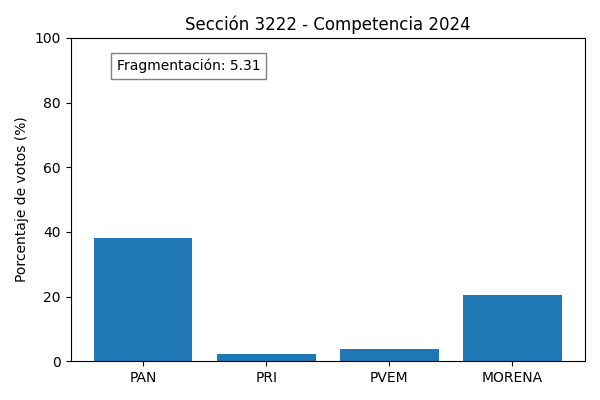 Sección 3222 - Competencia 2024
Fragmentación: 5.31
Porcentaje de votos (%)
100
80
60
40
20
0
PAN PRI PVEM MORENA